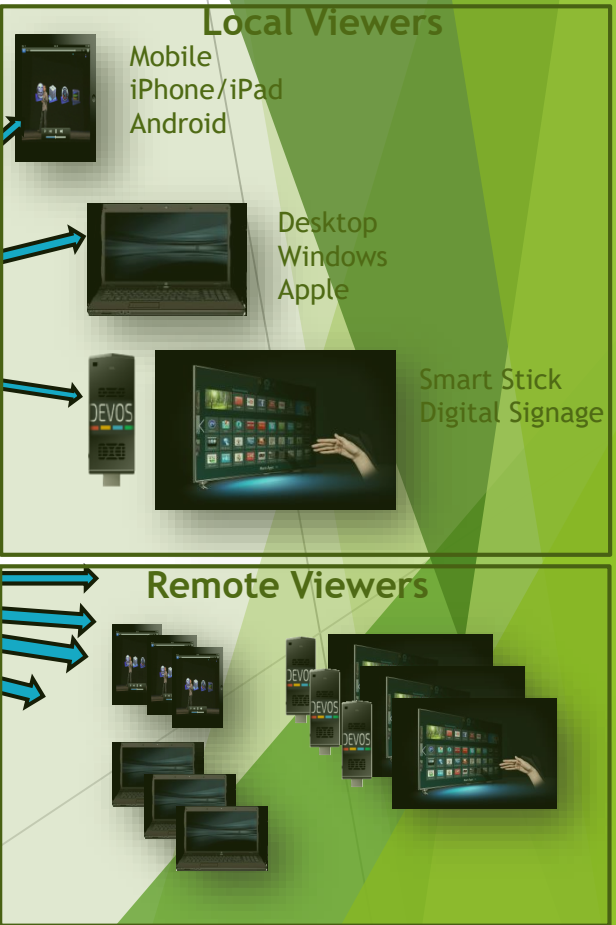 Local Viewers
Mobile
iPhone/iPad
Android
Desktop
Windows
Apple
DEVOS
Smart Stick
Digital Signage
Remote Viewers
DEVOS
DEVOS
DEVOS